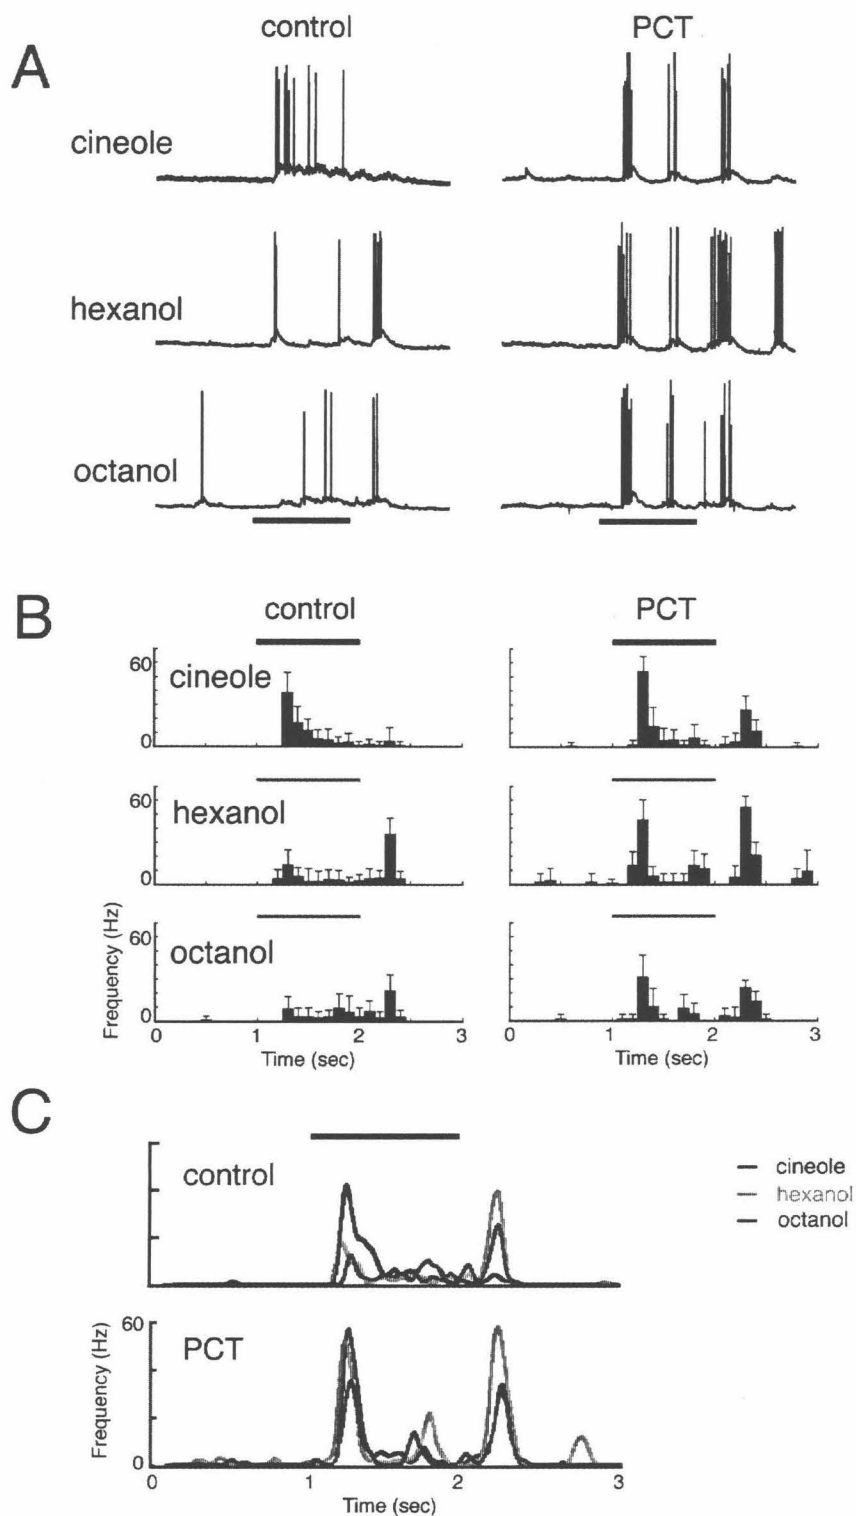 A
control PCT
cineole
hexanol
octanol
B
control PCT
60
cineole
0
60
hexanol
0
Frequency (Hz)
60
octanol
0
0 1 2 3 0 1 2 3
Time (sec) Time (sec)
C
control
cineole
hexanol
octanol
60
PCT
Frequency (Hz)
0
0 1 2 3
Time (sec)